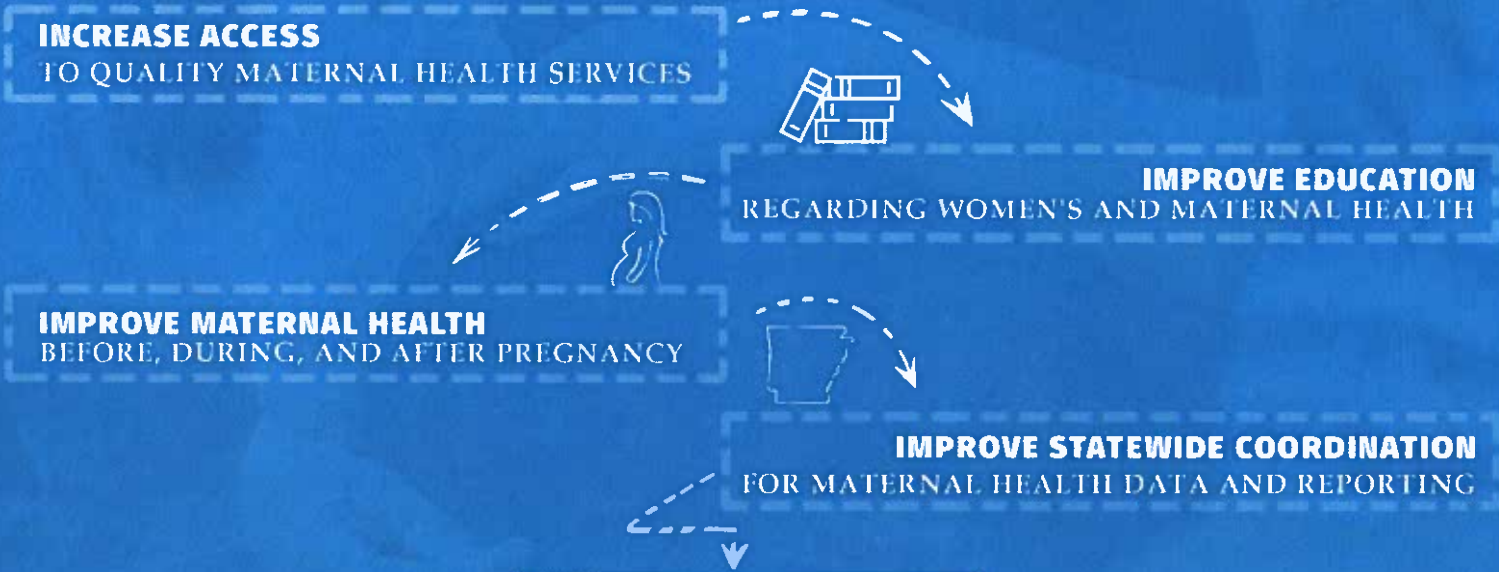 INCREASE ACCESS
TO QUALITY MATERNAL HEALTH SERVICES
IMPROVE EDUCATION
REGARDING WOMEN'S AND MATERNAL HEALTH
IMPROVE MATERNAL HEALTH
BEFORE, DURING, AND AFTER PREGNANCY
IMPROVE STATEWIDE COORDINATION
FOR MATERNAL HEALTH DATA AND REPORTING